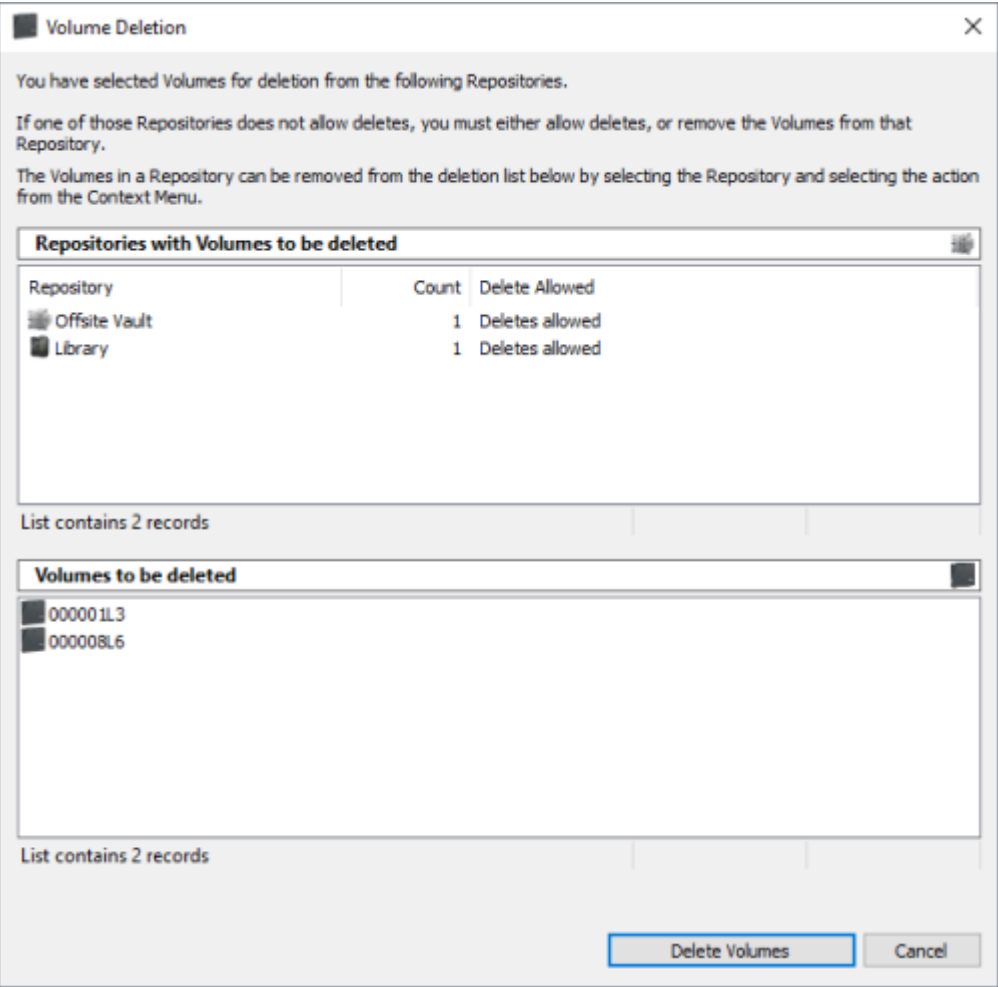 Volume Deletion
You have selected Volumes for deletion from the following Repositories.
If one of those Repositories does not allow deletes, you must either allow deletes, or remove the Volumes from that
Repository.
The Volumes in a Repository can be removed from the deletion list below by selecting the Repository and selecting the action
from the Context Menu.
Repositories with Volumes to be deleted
Repository Count Delete Allowed
Offsite Vault 1 Deletes allowed
Library 1 Deletes allowed
List contains 2 records
Volumes to be deleted
000001L3
000008L6
List contains 2 records
Delete Volumes Cancel